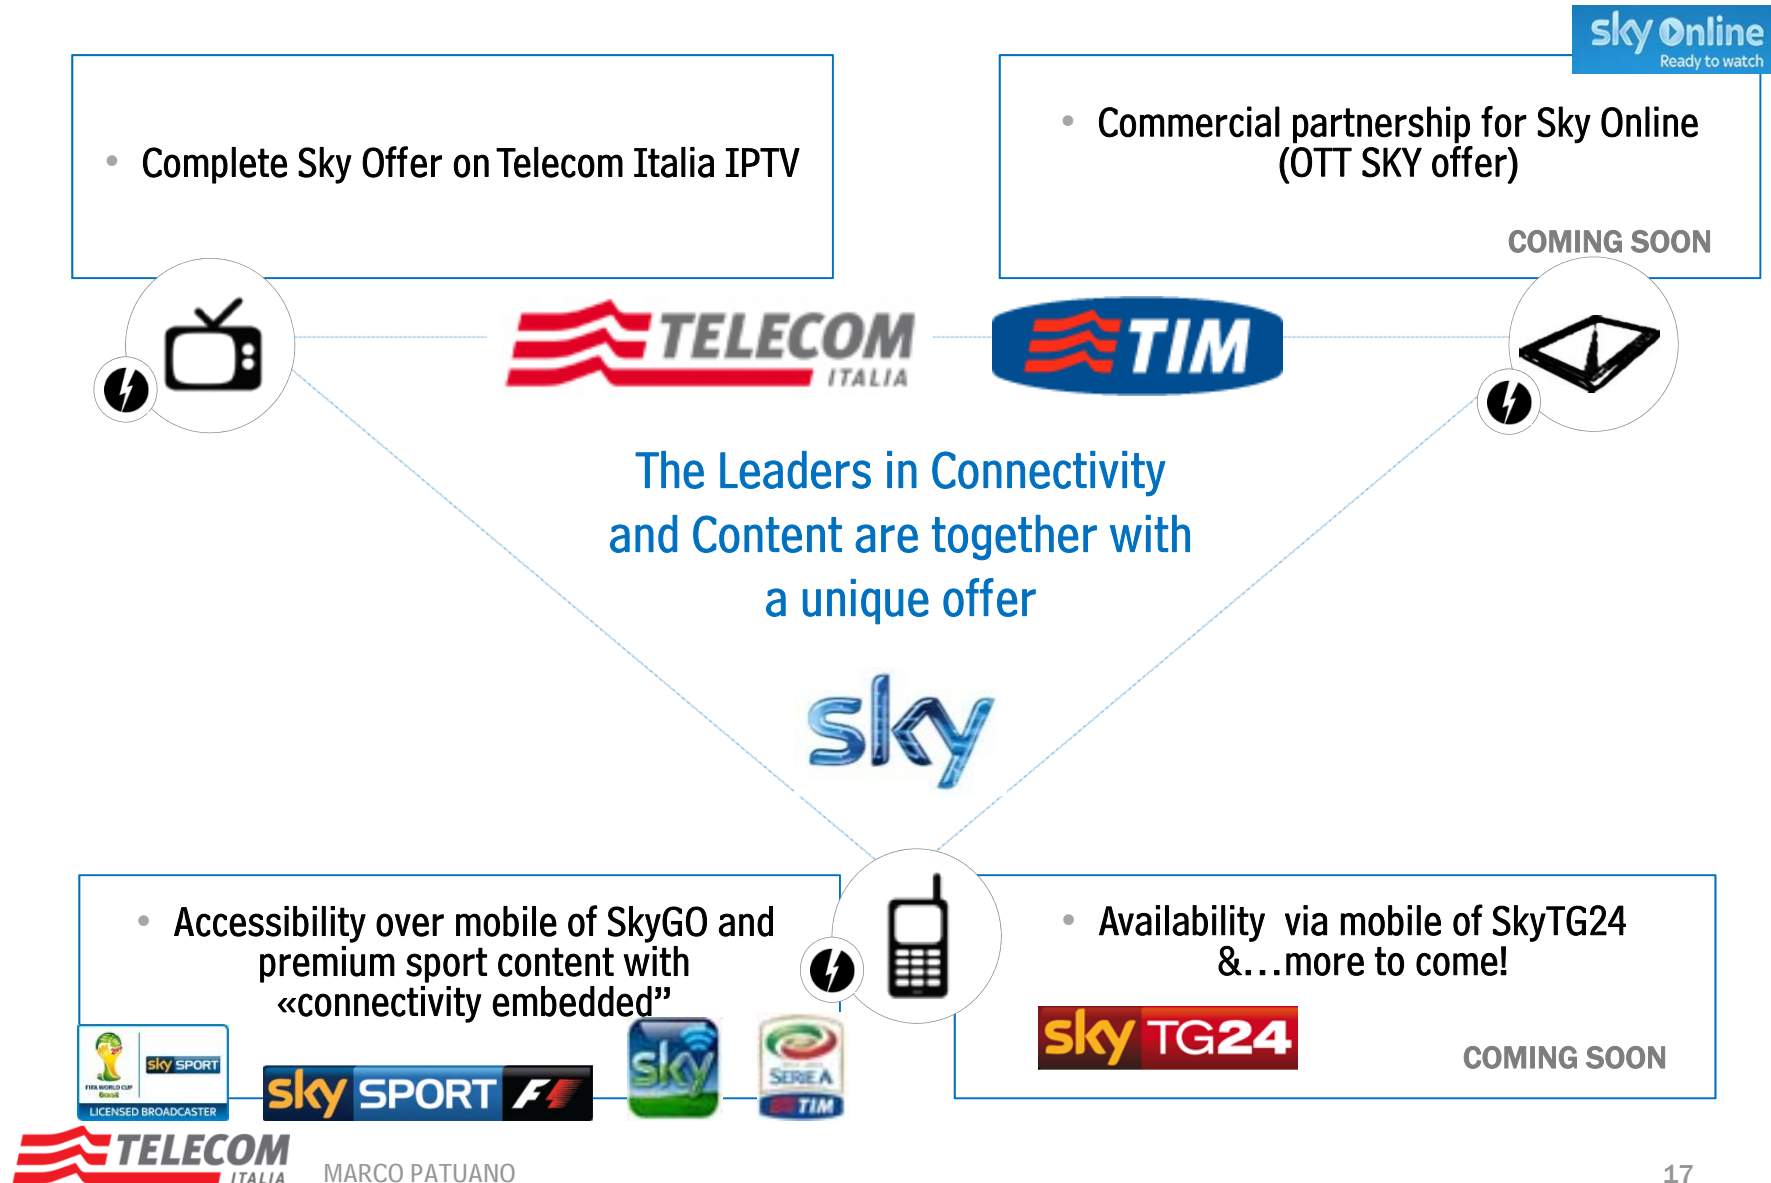 sky Online
Ready to watch
• Complete Sky Offer on Telecom Italia IPTV
• Commercial partnership for Sky Online
(OTT SKY offer)
COMING SOON
TELECOM
ITALIA
TIM
The Leaders in Connectivity
and Content are together with
a unique offer
sky
• Accessibility over mobile of SkyGO and
premium sport content with
«connectivity embedded”
FIFA WORLD CUP
Brasil
sky SPORT
LICENSED BROADCASTER
sky SPORT F1
sky
SERIE A
TIM
• Availability  via mobile of SkyTG24
&...more to come!
sky TG24
COMING SOON
TELECOM
ITALIA
MARCO PATUANO
17